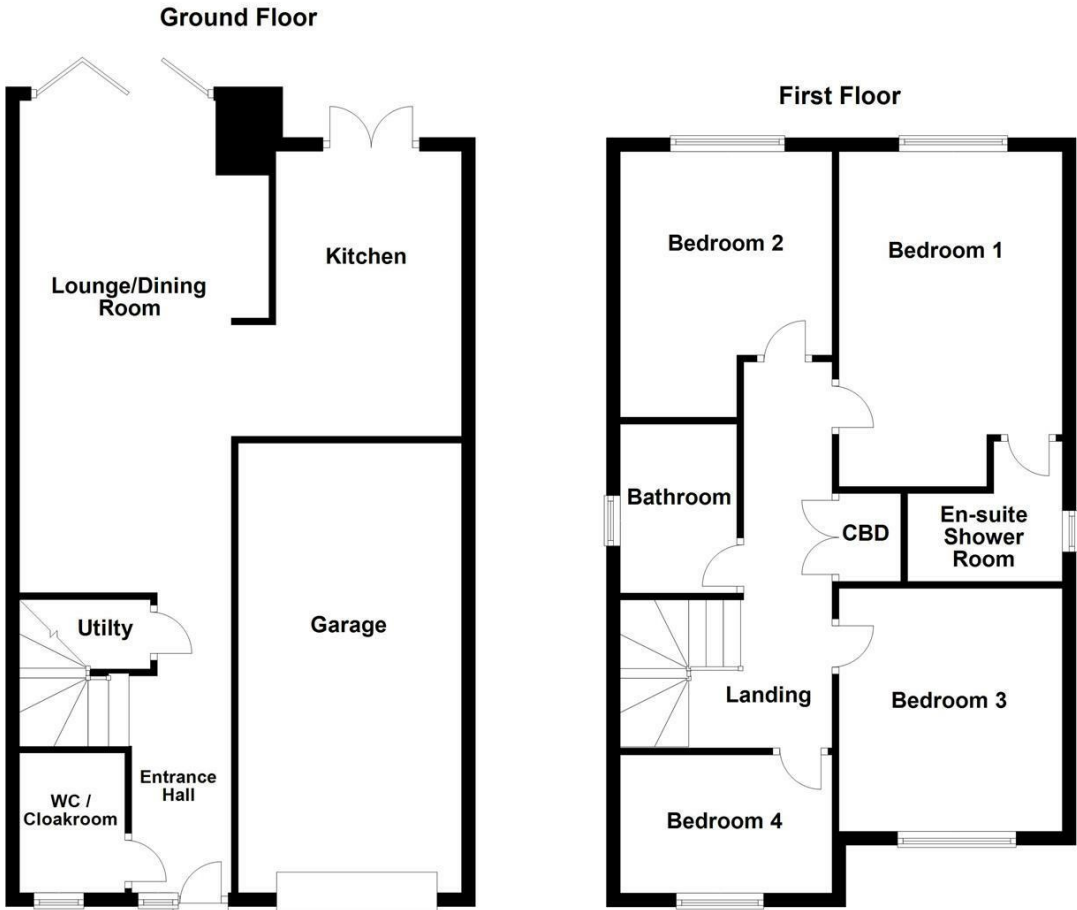 Ground Floor
Lounge/Dining
Room
Kitchen
Utilty
Garage
Entrance
Hall
WC /
Cloakroom
First Floor
Bedroom 2
Bedroom 1
Bathroom
CBD
En-suite
Shower
Room
Landing
Bedroom 3
Bedroom 4